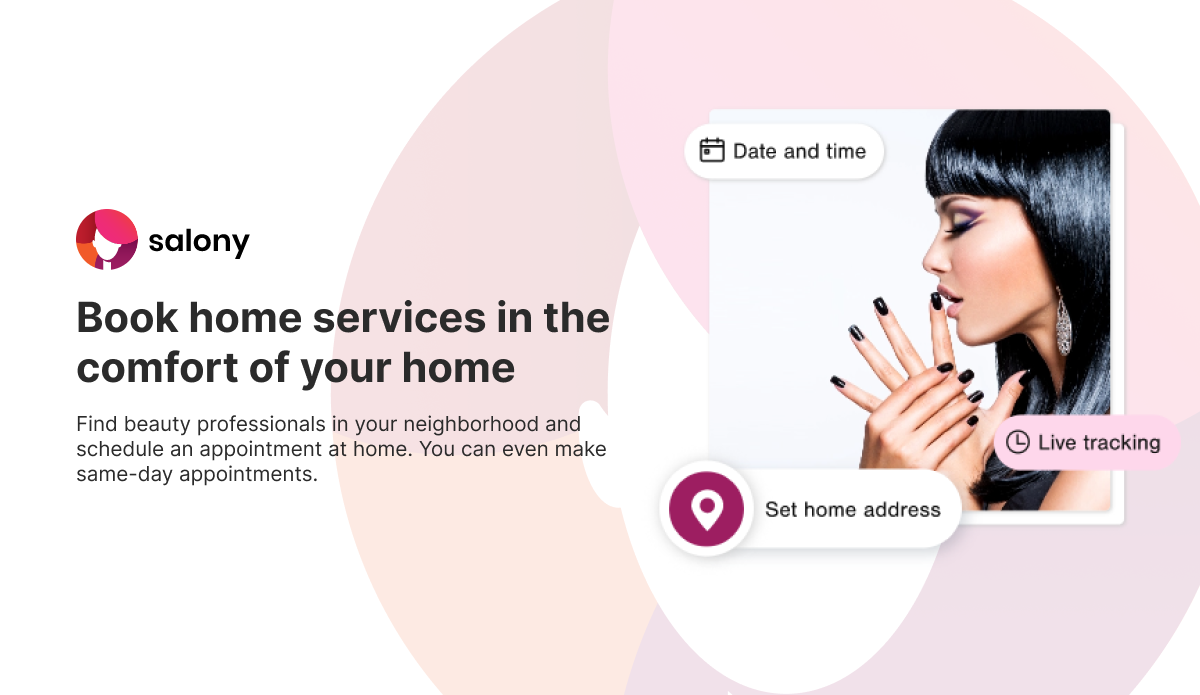 salony
Book home services in the
comfort of your home
Find beauty professionals in your neighborhood and
schedule an appointment at home. You can even make
same-day appointments.
Date and time
Live tracking
Set home address